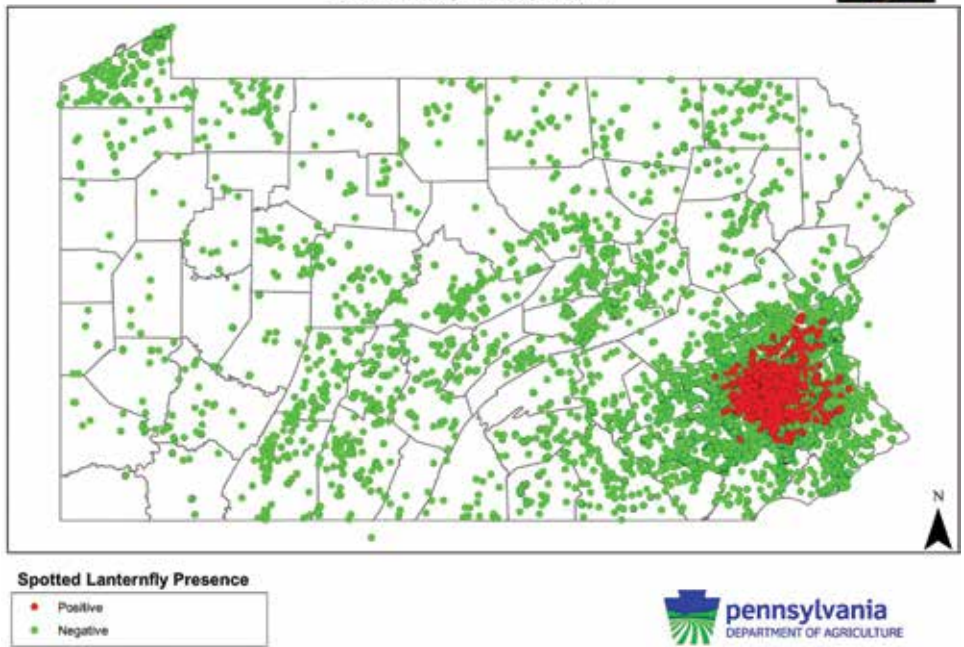 N
Spotted Lanternfly Presence
Positive
Negative
pennsylvania
DEPARTMENT OF AGRICULTURE